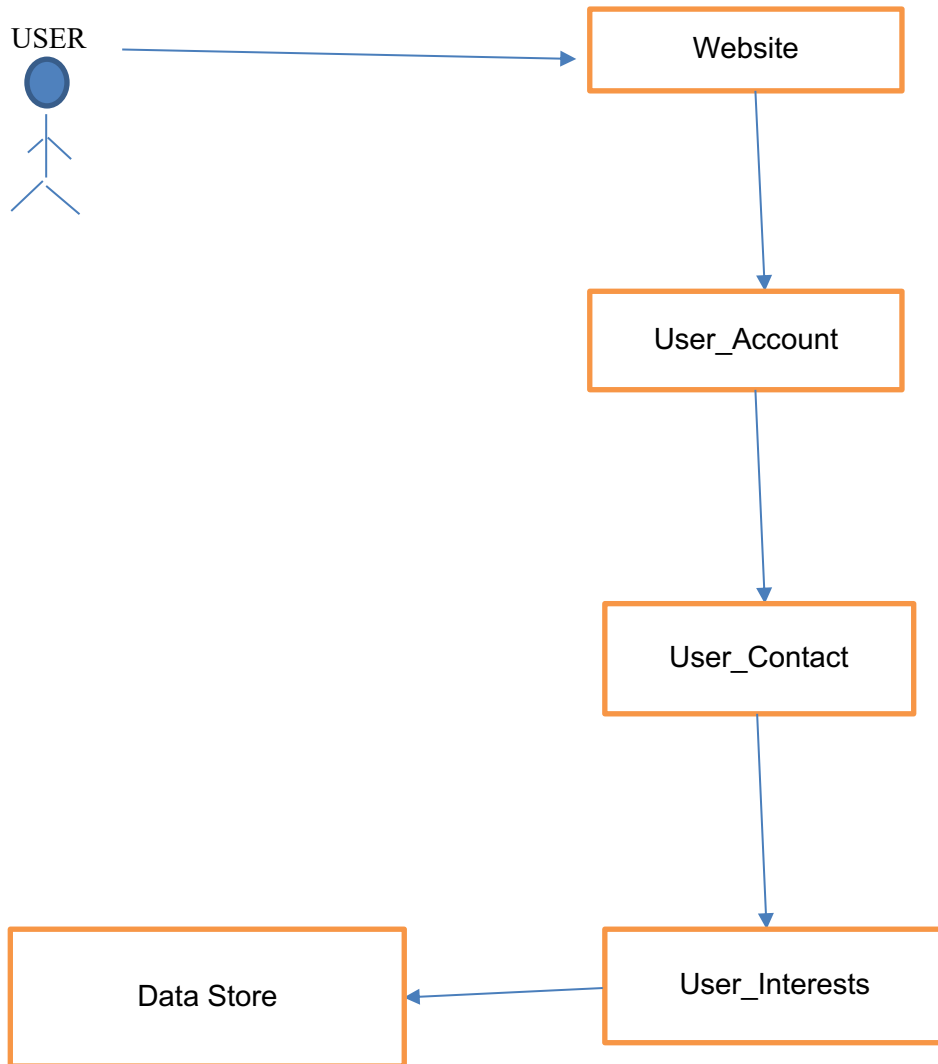 USER
Website
User_Account
User_Contact
User_Interests
Data Store